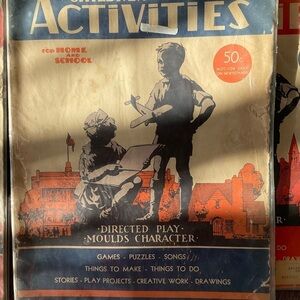 ACTIVITIES
FOR HOME
AND
SCHOOL
50¢
·DIRECTED PLAY·
·MOULDS CHARACTER·
GAMES - PUZZLES - SONGS
THINGS TO MAKE - THINGS TO DO
STORIES - PLAY PROJECTS - CREATIVE WORK - DRAWINGS